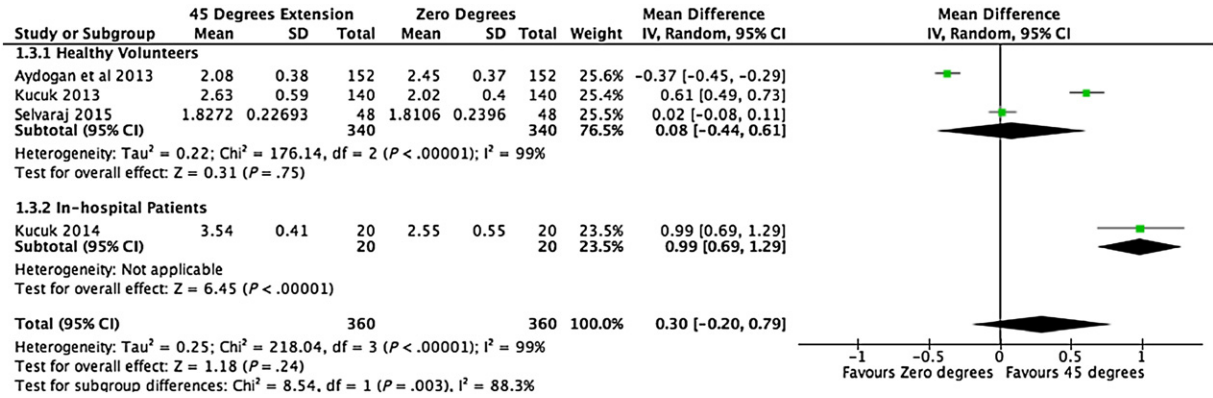 45 Degrees Extension Zero Degrees Mean Difference Mean Difference
Study or Subgroup Mean SD Total Mean SD Total Weight IV, Random, 95% CI IV, Random, 95% CI
1.3.1 Healthy Volunteers
Aydogan et al 2013 2.08 0.38 152 2.45 0.37 152 25.6% -0.37 [-0.45, -0.29]
Kucuk 2013 2.63 0.59 140 2.02 0.4 140 25.4% 0.61 [0.49, 0.73]
Selvaraj 2015 1.8272 0.22693 48 1.8106 0.2396 48 25.5% 0.02 [-0.08, 0.11]
Subtotal (95% CI) 340 340 76.5% 0.08 [-0.44, 0.61]
Heterogeneity: Tau² = 0.22; Chi² = 176.14, df = 2 (P < .00001); I² = 99%
Test for overall effect: Z = 0.31 (P = .75)
1.3.2 In-hospital Patients
Kucuk 2014 3.54 0.41 20 2.55 0.55 20 23.5% 0.99 [0.69, 1.29]
Subtotal (95% CI) 20 20 23.5% 0.99 [0.69, 1.29]
Heterogeneity: Not applicable
Test for overall effect: Z = 6.45 (P < .00001)
Total (95% CI) 360 360 100.0% 0.30 [-0.20, 0.79]
Heterogeneity: Tau² = 0.25; Chi² = 218.04, df = 3 (P < .00001); I² = 99%
Test for overall effect: Z = 1.18 (P = .24)
Test for subgroup differences: Chi² = 8.54, df = 1 (P = .003), I² = 88.3%
-1 -0.5 0 0.5 1
Favours Zero degrees Favours 45 degrees